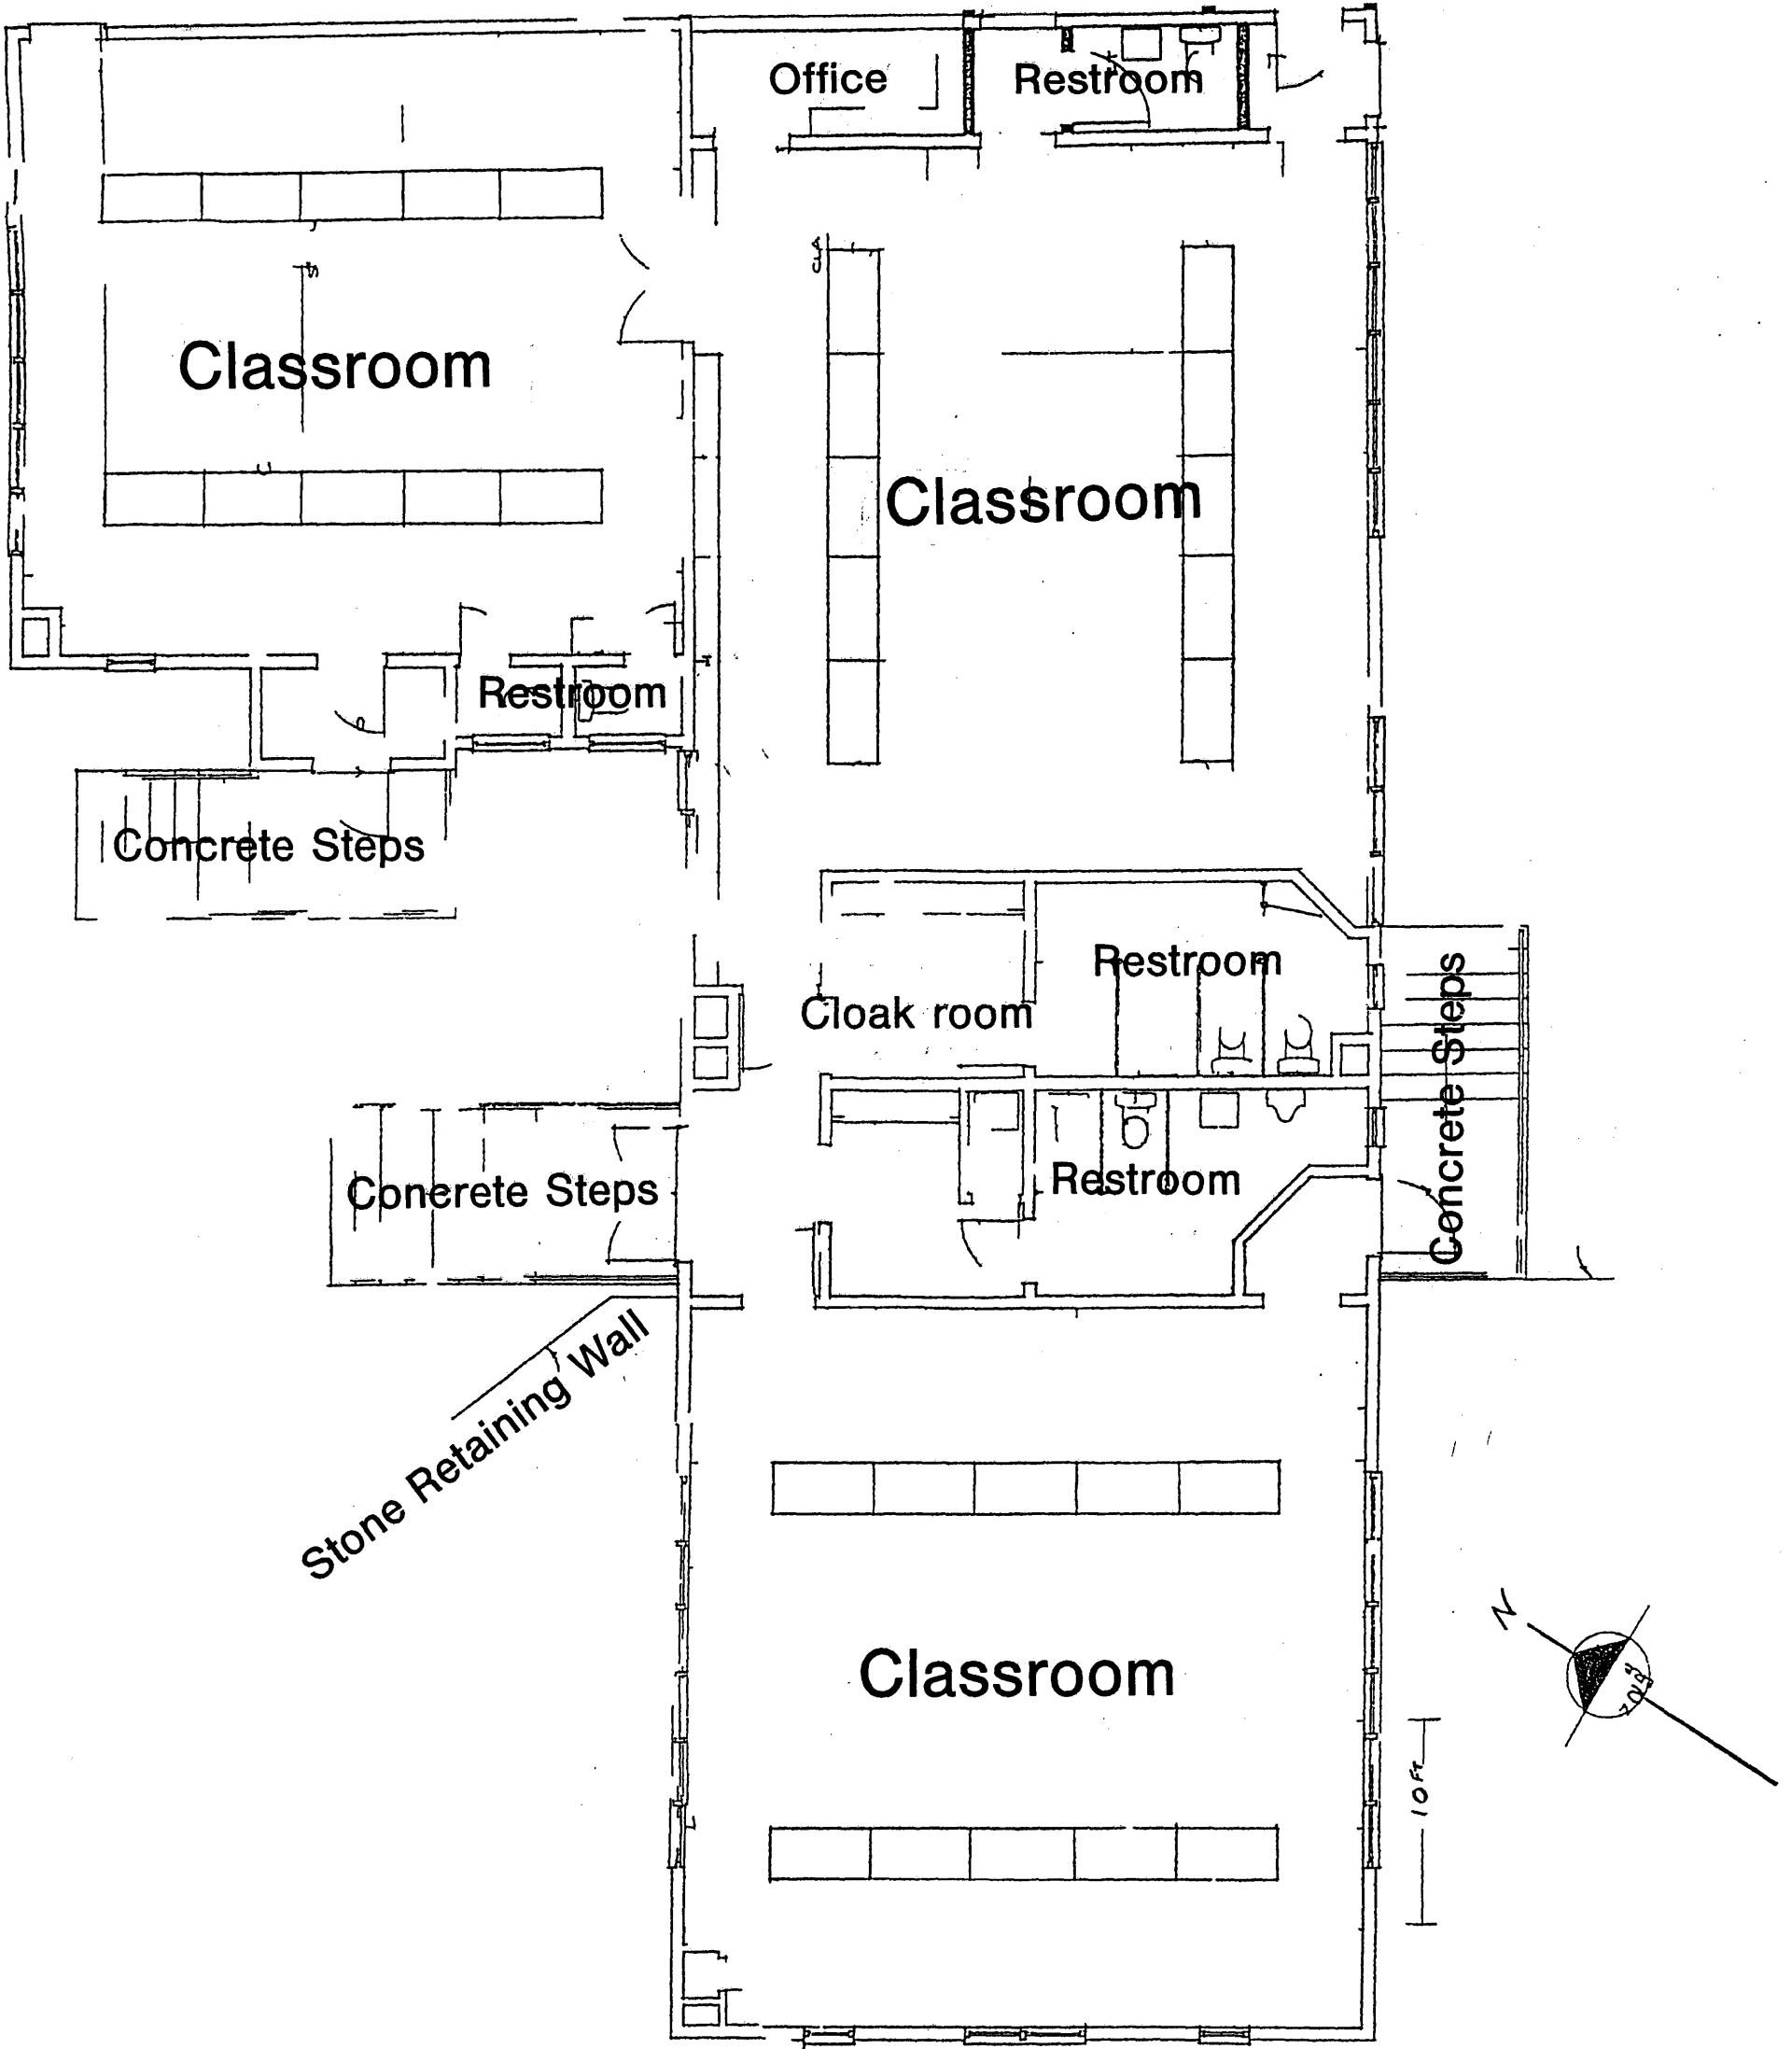 Office
Restroom
Classroom
Classroom
Restroom
Concrete Steps
Restroom
Cloak room
Concrete Steps
Concrete Steps
Restroom
Stone Retaining Wall
Classroom
N
10 FT